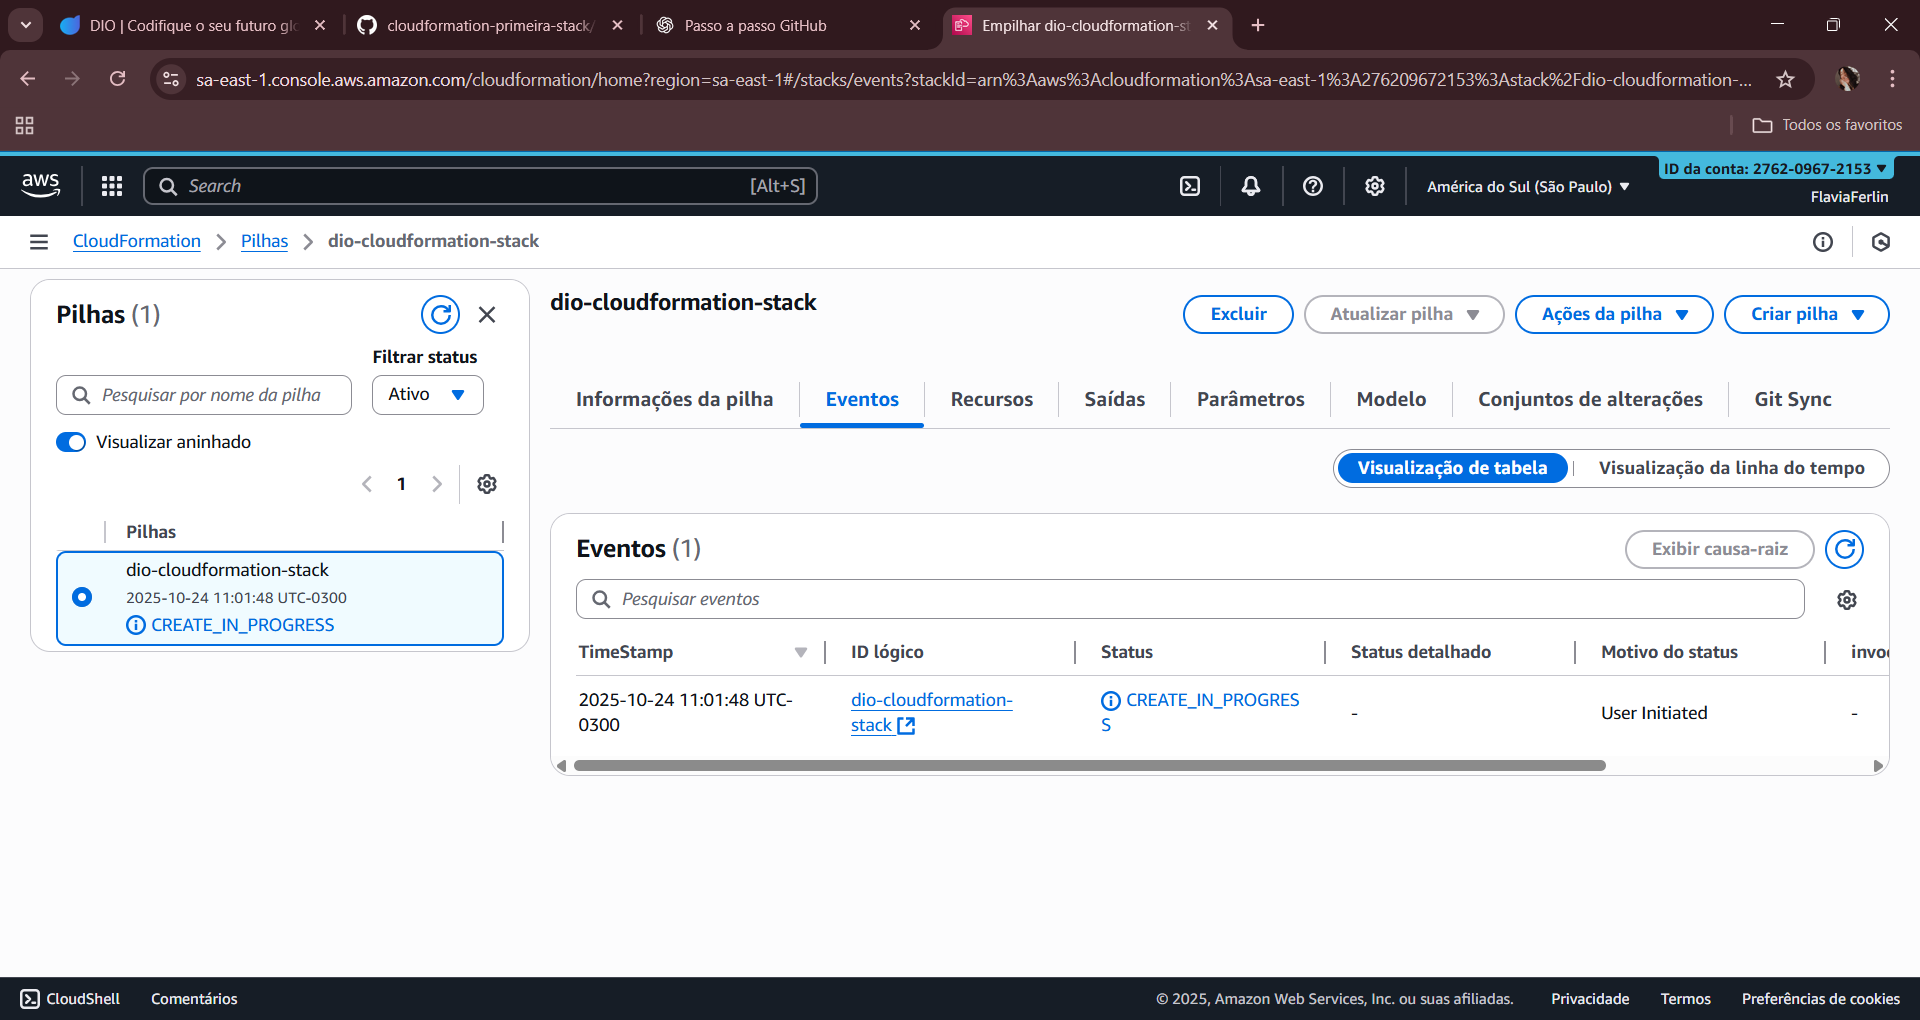 DIO | Codifique o seu futuro glo
cloudformation-primeira-stack/
Passo a passo GitHub
Empilhar dio-cloudformation-st
sa-east-1.console.aws.amazon.com/cloudformation/home?region=sa-east-1#/stacks/events?stackId=arn%3Aaws%3Acloudformation%3Asa-east-1%3A276209672153%3Astack%2Fdio-cloudformation-...
Todos os favoritos
aws
Search
[Alt+S]
América do Sul (São Paulo)
ID da conta: 2762-0967-2153
FlaviaFerlin
CloudFormation
Pilhas
dio-cloudformation-stack
Pilhas (1)
Filtrar status
Pesquisar por nome da pilha
Ativo
Visualizar aninhado
1
Pilhas
dio-cloudformation-stack
2025-10-24 11:01:48 UTC-0300
CREATE_IN_PROGRESS
dio-cloudformation-stack
Excluir
Atualizar pilha
Ações da pilha
Criar pilha
Informações da pilha
Eventos
Recursos
Saídas
Parâmetros
Modelo
Conjuntos de alterações
Git Sync
Visualização de tabela
Visualização da linha do tempo
Eventos (1)
Exibir causa-raiz
Pesquisar eventos
TimeStamp
ID lógico
Status
Status detalhado
Motivo do status
invo
2025-10-24 11:01:48 UTC-
0300
dio-cloudformation-
stack
CREATE_IN_PROGRES
S
-
User Initiated
-
CloudShell
Comentários
© 2025, Amazon Web Services, Inc. ou suas afiliadas.
Privacidade
Termos
Preferências de cookies